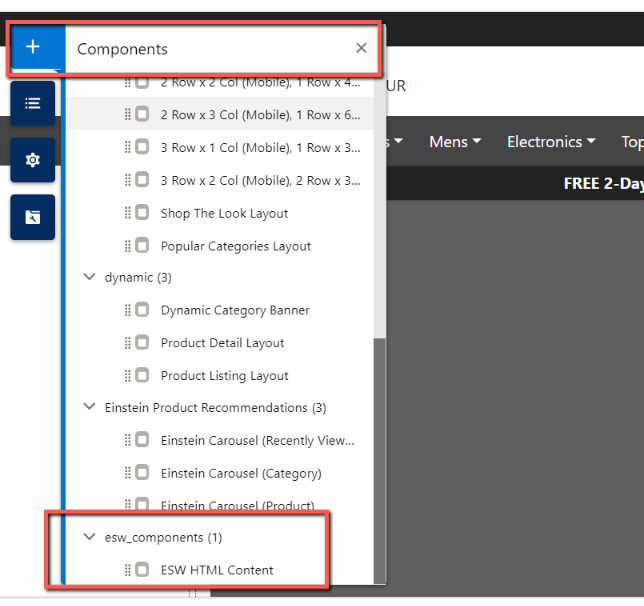 Components
UR
2 Row x 2 Col (Mobile), 1 Row x 4...
2 Row x 3 Col (Mobile), 1 Row x 6...
3 Row x 1 Col (Mobile), 1 Row x 3...
s Mens Electronics Top
3 Row x 2 Col (Mobile), 2 Row x 3...
FREE 2-Day
Shop The Look Layout
Popular Categories Layout
dynamic (3)
Dynamic Category Banner
Product Detail Layout
Product Listing Layout
Einstein Product Recommendations (3)
Einstein Carousel (Recently View...
Einstein Carousel (Category)
Einstein Carousel (Product)
esw_components (1)
ESW HTML Content